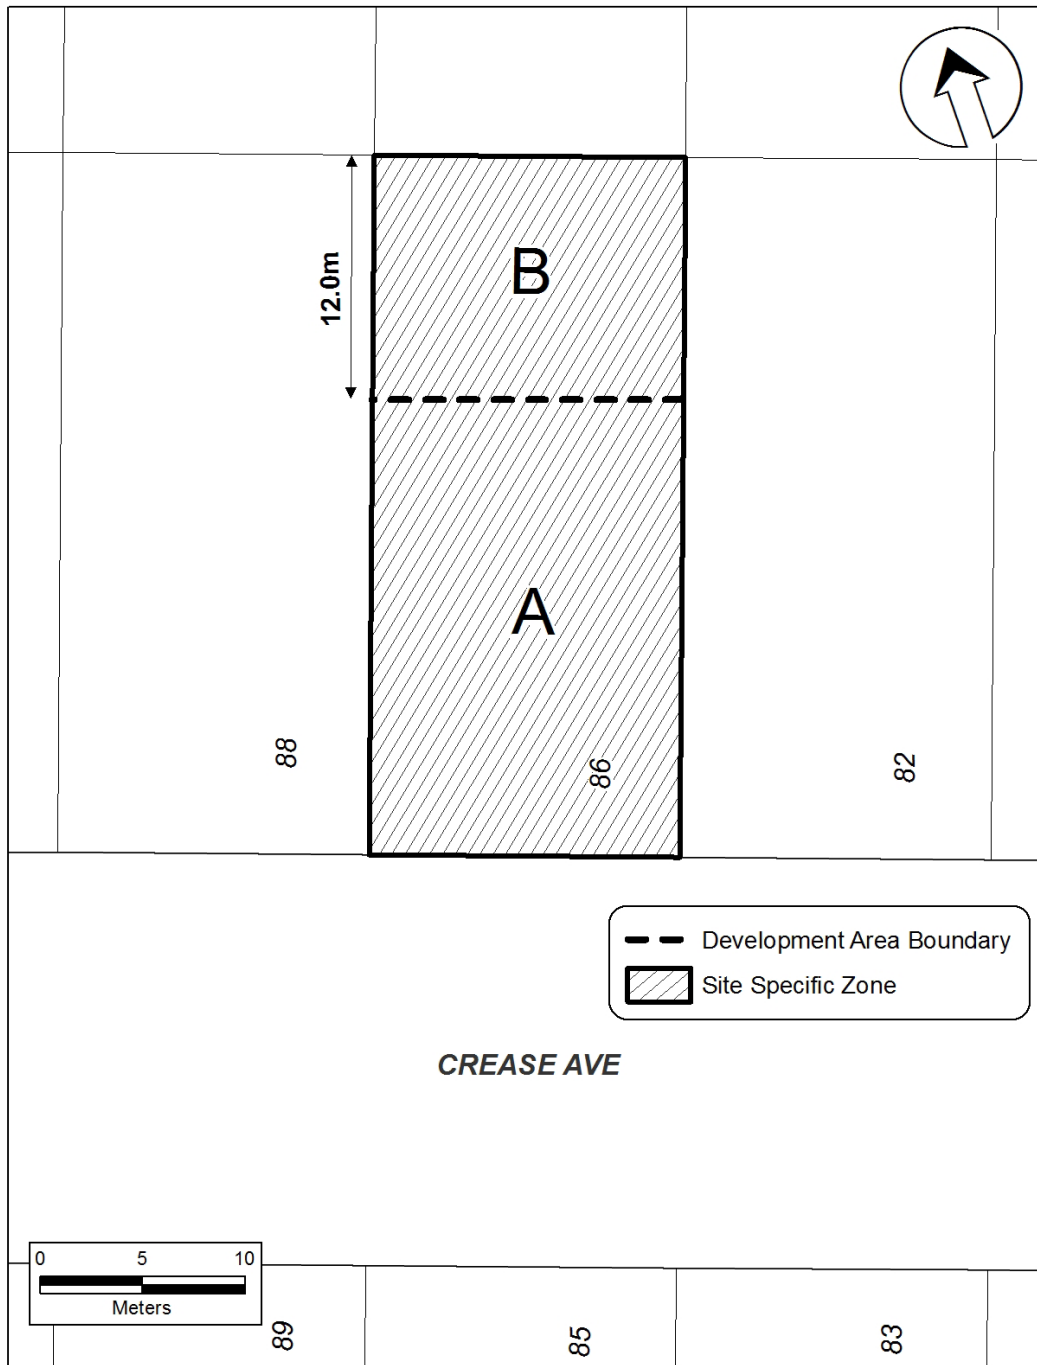 B
12.0m
A
88
86
82
Development Area Boundary
Site Specific Zone
CREASE AVE
0 5 10
Meters
89
85
83